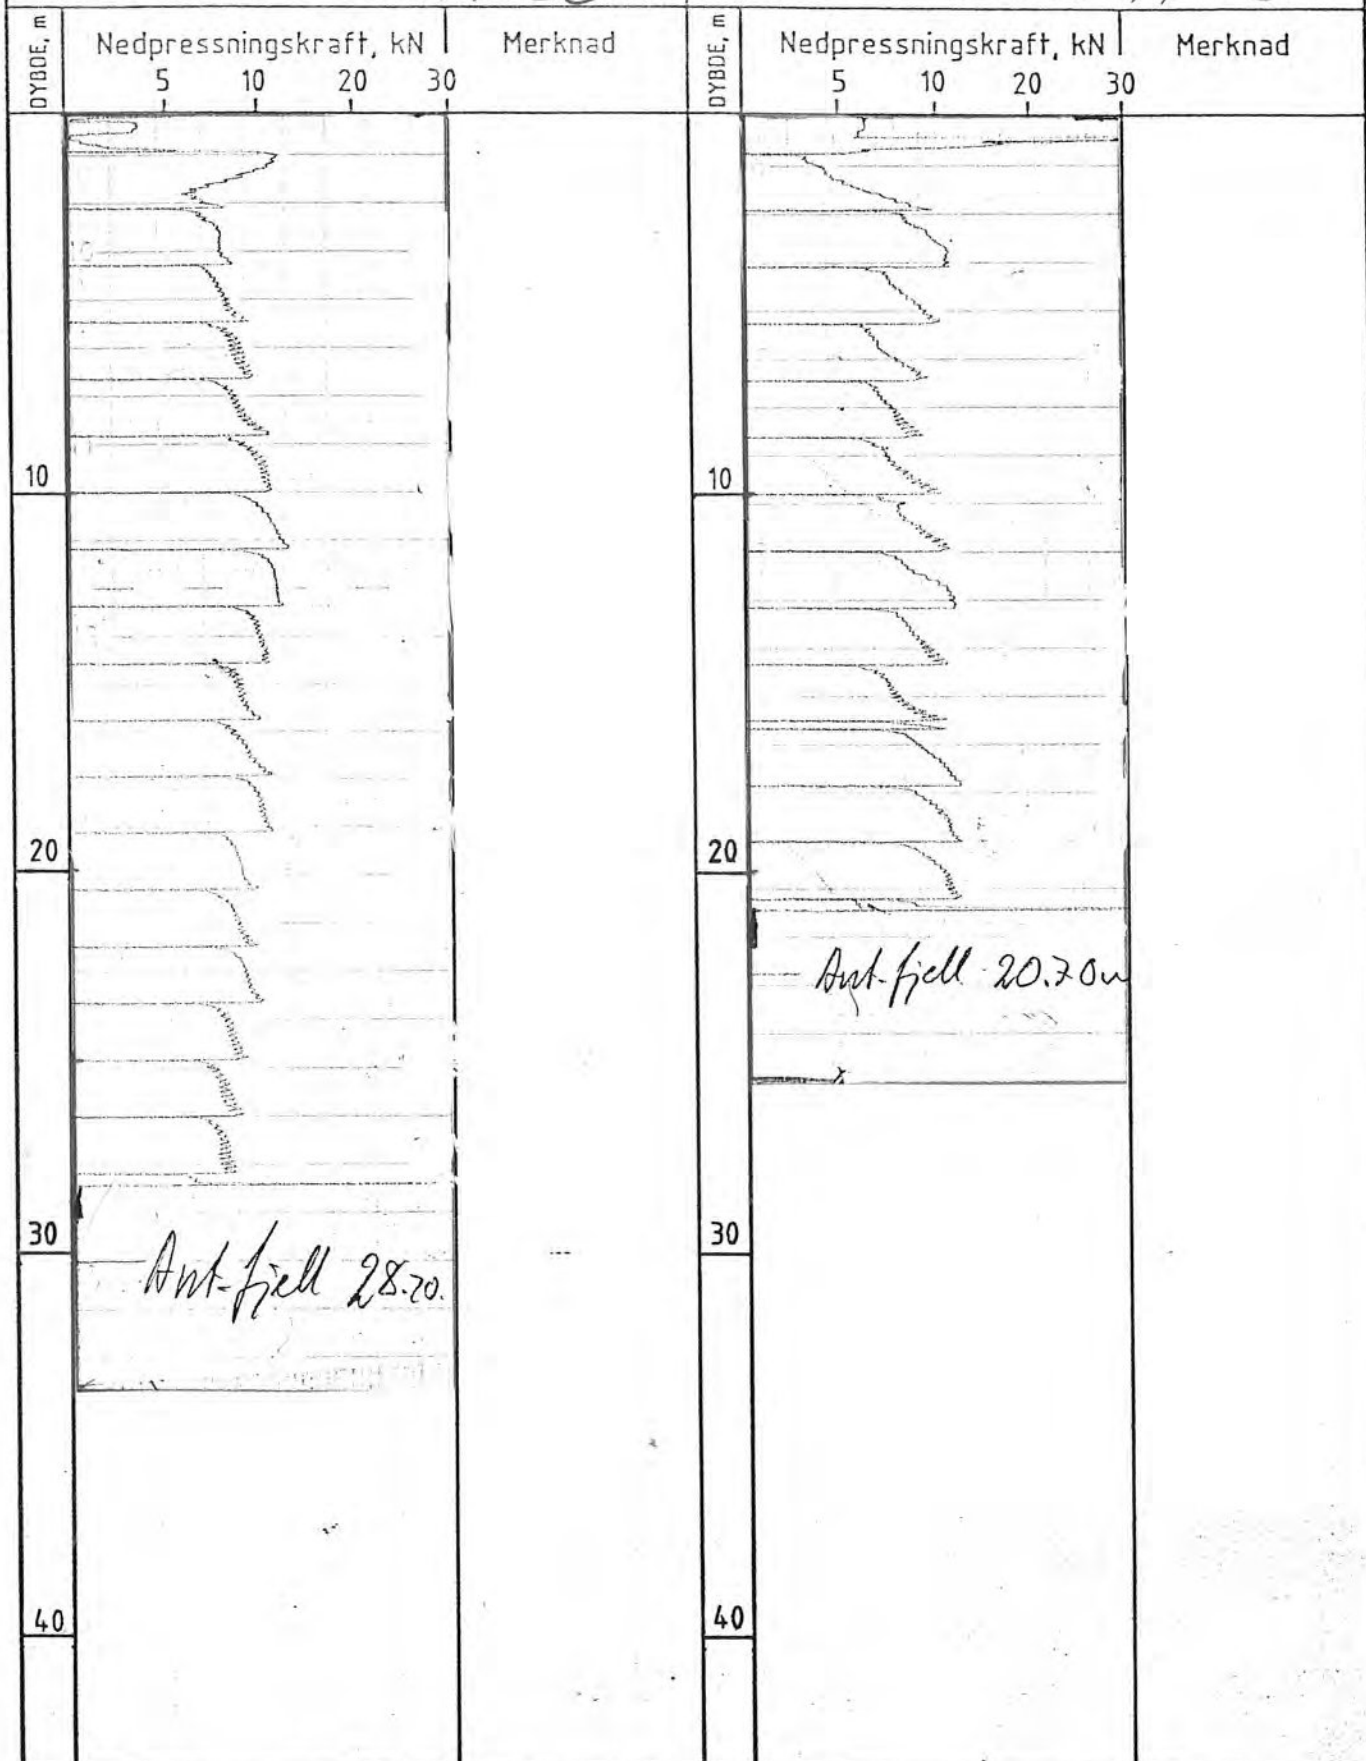 DYBDE, m
Nedpressningskraft, kN
Merknad
5 10 20 30
10
20
Ant-fjell 28.20.
30
40
DYBDE, m
Nedpressningskraft, kN
Merknad
5 10 20 30
10
20
Ant-fjell 20.70m
30
40